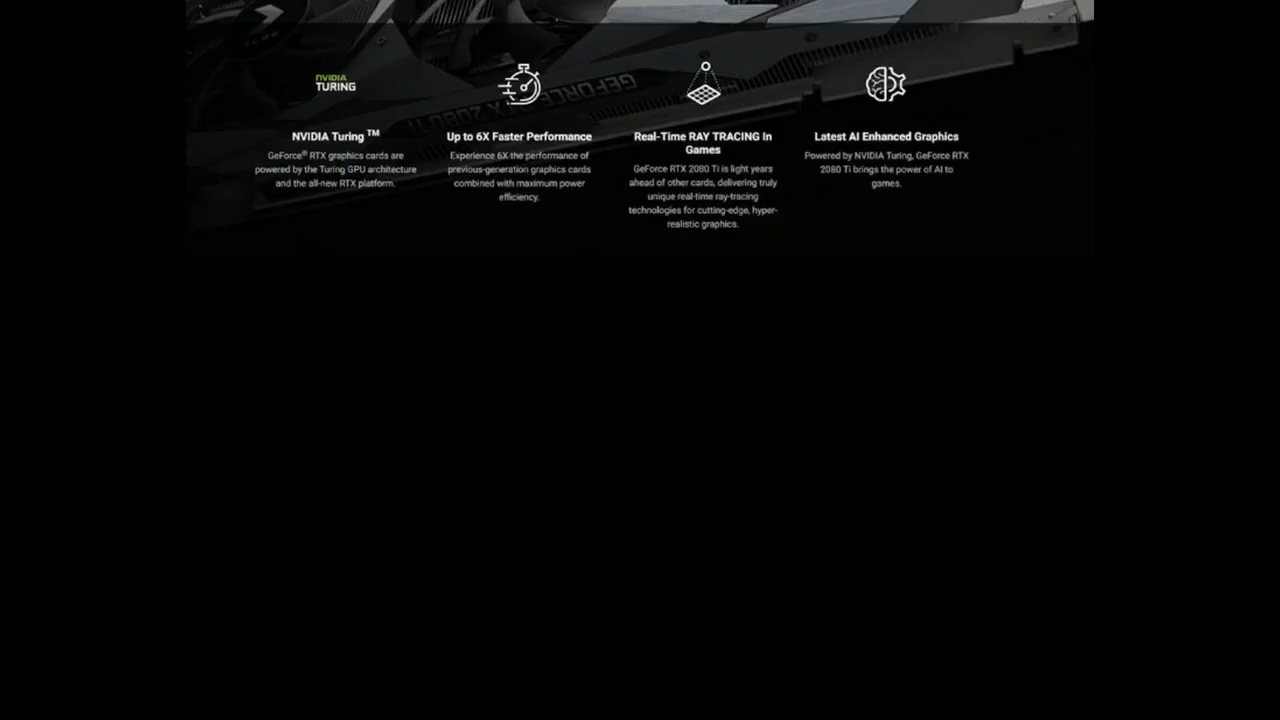 GEFORCE RTX 2080 TI
NVIDIA
TURING
NVIDIA Turing TM
GeForce® RTX graphics cards are
powered by the Turing GPU architecture
and the all-new RTX platform.
Up to 6X Faster Performance
Experience 6X the performance of
previous-generation graphics cards
combined with maximum power
efficiency.
Real-Time RAY TRACING In
Games
GeForce RTX 2080 Ti is light years
ahead of other cards, delivering truly
unique real-time ray-tracing
technologies for cutting-edge, hyper-
realistic graphics.
Latest AI Enhanced Graphics
Powered by NVIDIA Turing, GeForce RTX
2080 Ti brings the power of AI to
games.